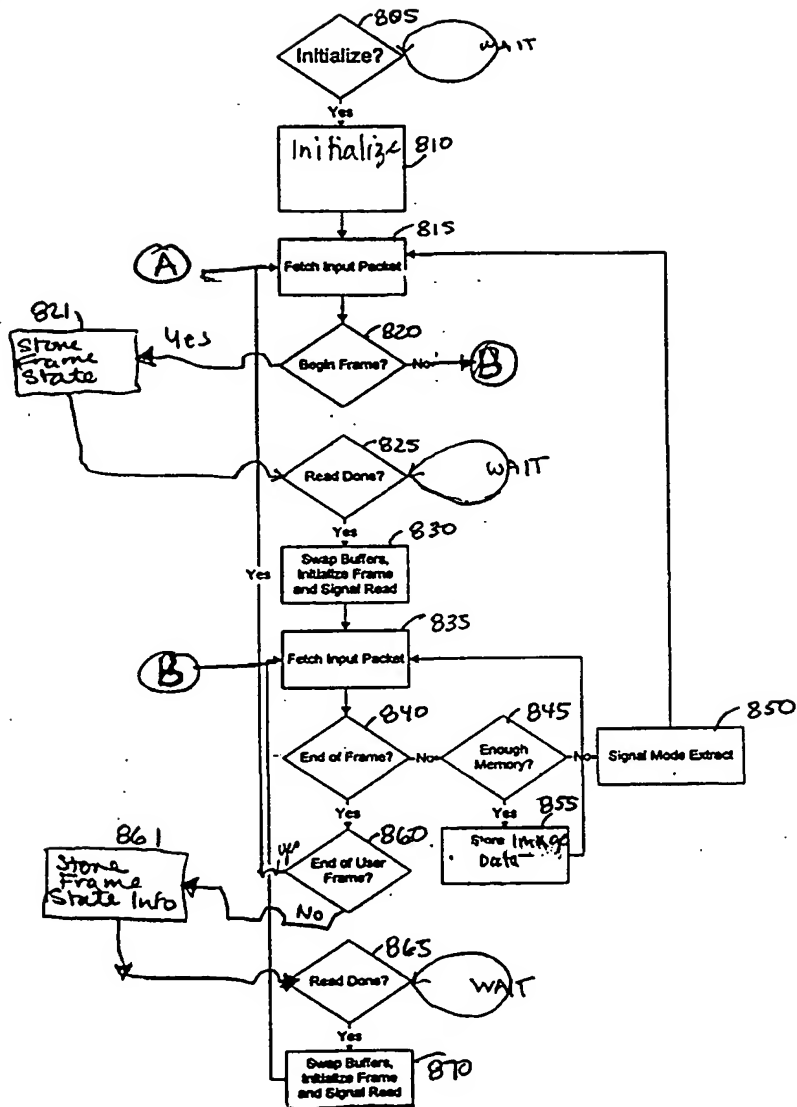 805
Initialize?
WAIT
Yes
Initialize
810
815
A
Fetch Input Packet
821
Store
Frame
State
Yes
820
Begin Frame?
No
B
825
Read Done?
WAIT
Yes
830
Swap Buffers,
Initialize Frame
and Signal Read
Yes
835
B
Fetch Input Packet
840
End of Frame?
No
845
Enough
Memory?
No
850
Signal Mode Extract
Yes
855
Store Image
Data
Yes
860
End of User
Frame?
861
Store
Frame
State Info
No
865
Read Done?
WAIT
Yes
870
Swap Buffers,
Initialize Frame
and Signal Read